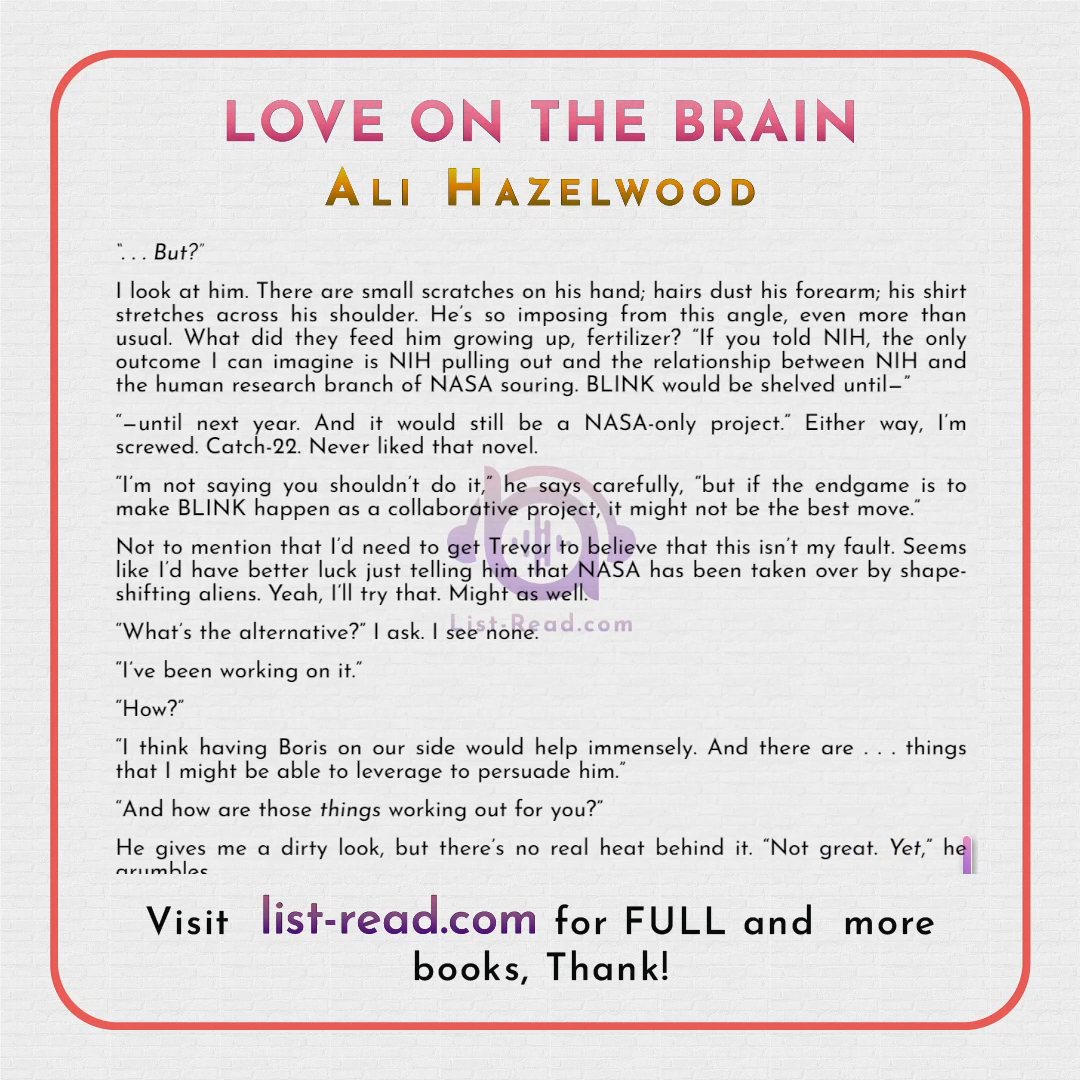 LOVE ON THE BRAIN
ALI HAZELWOOD
“. . . But?”
I look at him. There are small scratches on his hand; hairs dust his forearm; his shirt
stretches across his shoulder. He’s so imposing from this angle, even more than
usual. What did they feed him growing up, fertilizer? “If you told NIH, the only
outcome I can imagine is NIH pulling out and the relationship between NIH and
the human research branch of NASA souring. BLINK would be shelved until—”
“—until next year. And it would still be a NASA-only project.” Either way, I’m
screwed. Catch-22. Never liked that novel.
“I’m not saying you shouldn’t do it,” he says carefully, “but if the endgame is to
make BLINK happen as a collaborative project, it might not be the best move.”
Not to mention that I’d need to get Trevor to believe that this isn’t my fault. Seems
like I’d have better luck just telling him that NASA has been taken over by shape-
shifting aliens. Yeah, I’ll try that. Might as well.
List-Read.com
“What’s the alternative?” I ask. I see none.
“I’ve been working on it.”
“How?”
“I think having Boris on our side would help immensely. And there are . . . things
that I might be able to leverage to persuade him.”
“And how are those things working out for you?”
He gives me a dirty look, but there’s no real heat behind it. “Not great. Yet,” he
grumbles
Visit list-read.com for FULL and more
books, Thank!